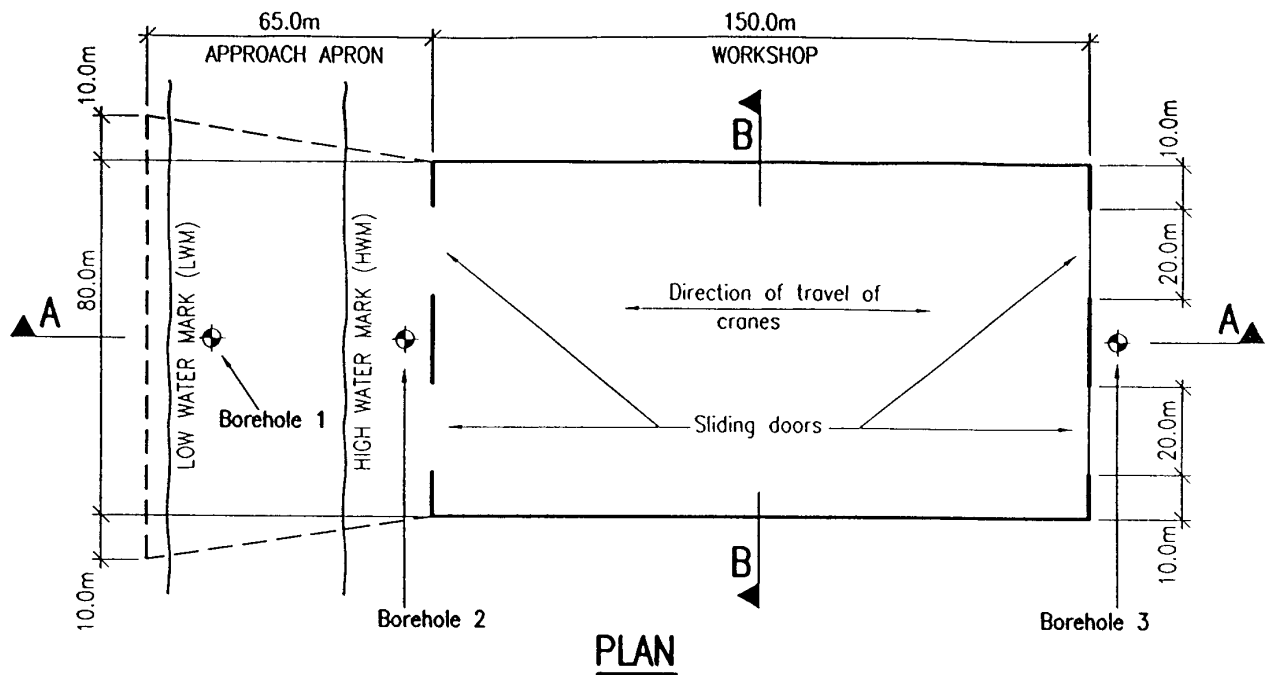 65.0m
150.0m
APPROACH APRON
WORKSHOP
10.0m
B
10.0m
80.0m
LOW WATER MARK (LWM)
HIGH WATER MARK (HWM)
20.0m
A
Direction of travel of
cranes
A
Borehole 1
Sliding doors
20.0m
10.0m
B
10.0m
Borehole 2
Borehole 3
PLAN